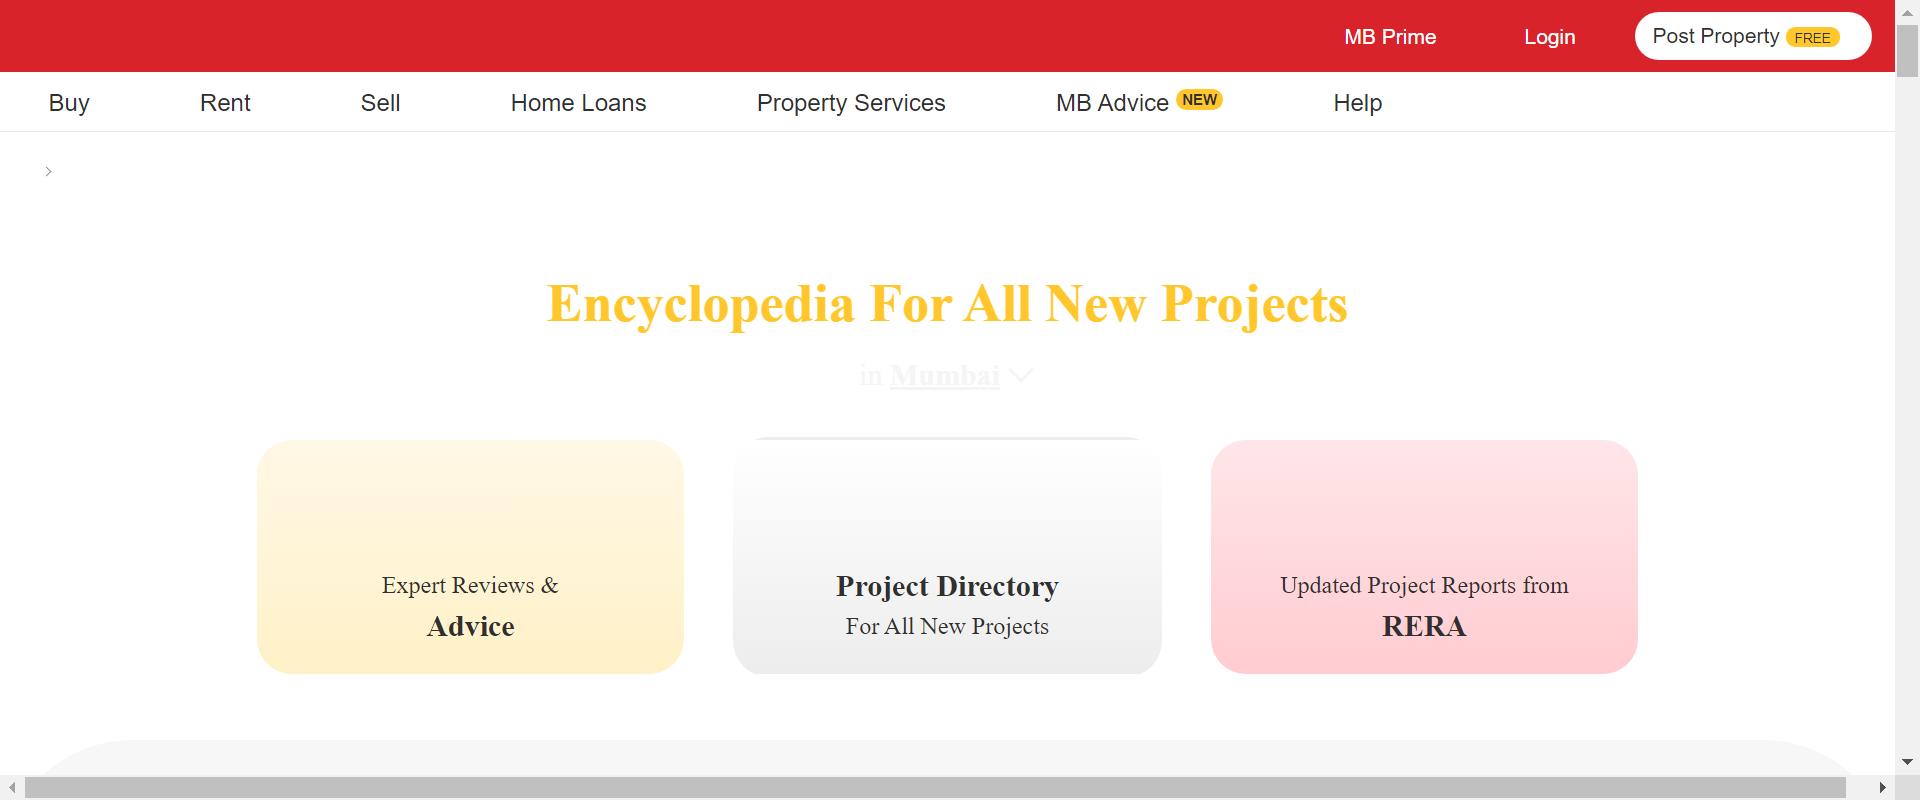 MB Prime
Login
Post Property FREE
Buy
Rent
Sell
Home Loans
Property Services
MB Advice NEW
Help
Encyclopedia For All New Projects
in Mumbai
Expert Reviews &
Advice
Project Directory
For All New Projects
Updated Project Reports from
RERA